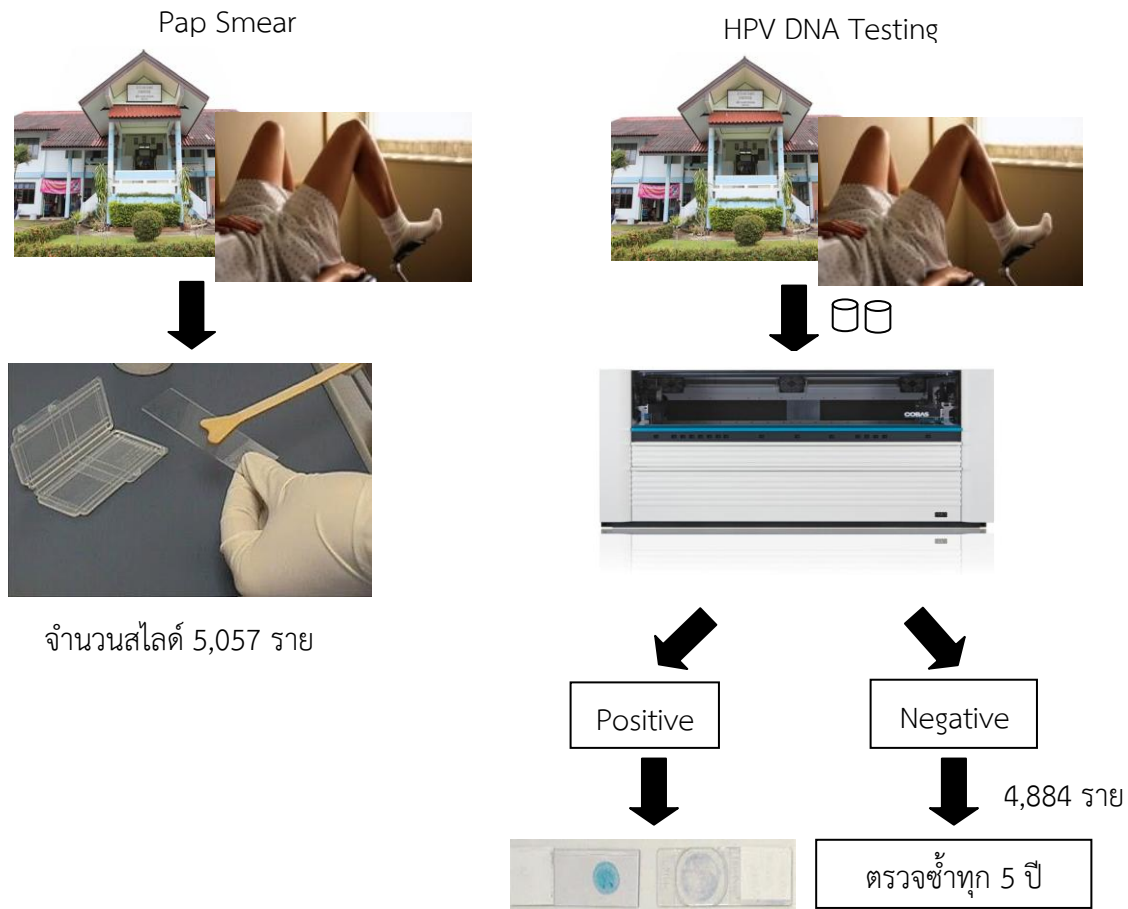 Pap Smear
HPV DNA Testing
COBAS
จำนวนสไลด์ 5,057 ราย
Positive
Negative
4,884 ราย
ตรวจซ้ำทุก 5 ปี